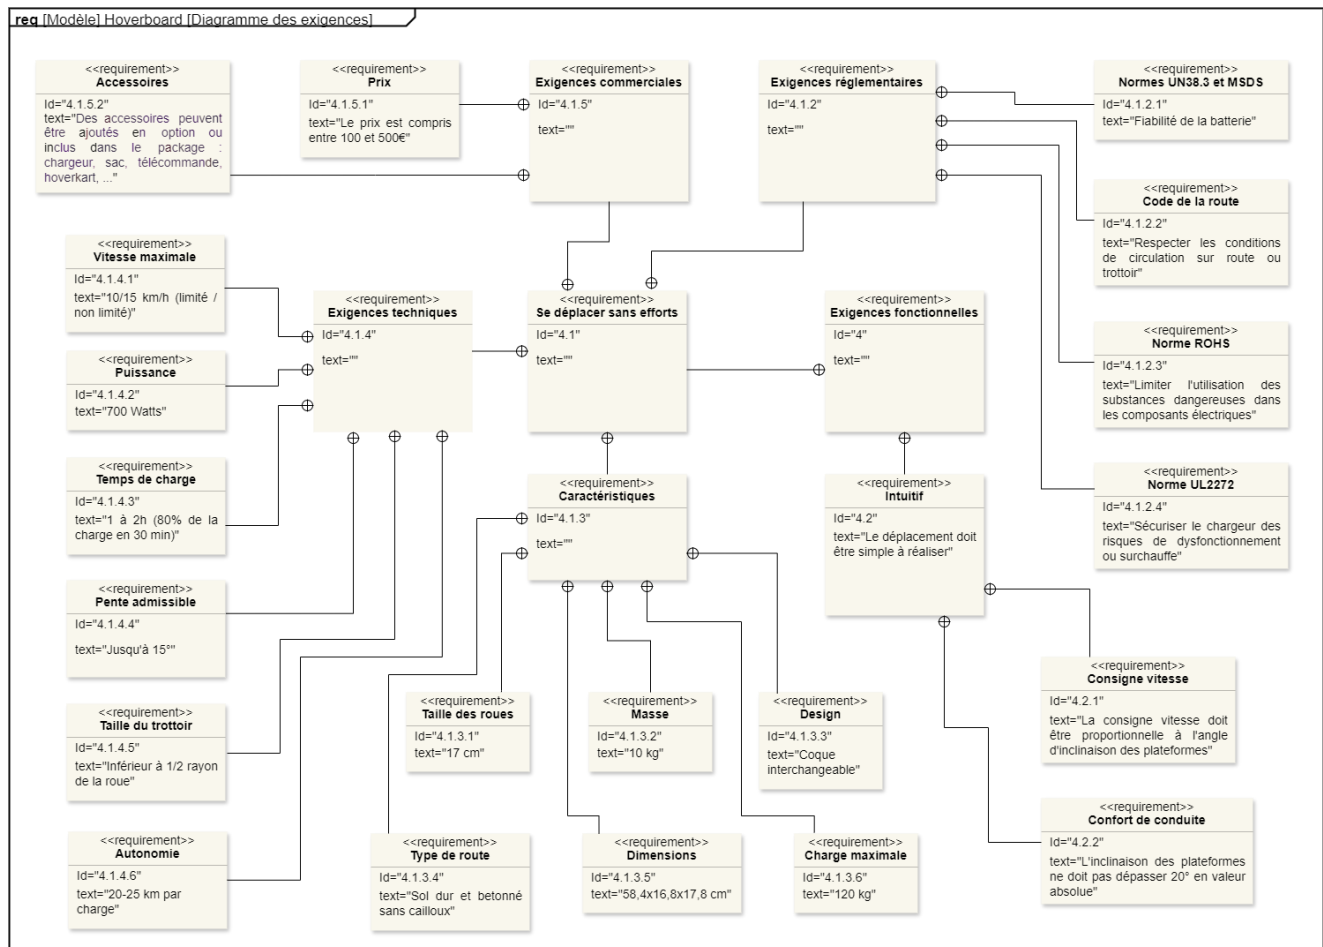 req [Modèle] Hoverboard [Diagramme des exigences]
<<requirement>>
Accessoires
Id="4.1.5.2"
text="Des accessoires peuvent
être ajoutés en option ou
inclus dans le package :
chargeur, sac, télécommande,
hoverkart, ..."
<<requirement>>
Prix
Id="4.1.5.1"
text="Le prix est compris
entre 100 et 500€"
<<requirement>>
Exigences commerciales
Id="4.1.5"
text=""
<<requirement>>
Exigences réglementaires
Id="4.1.2"
text=""
<<requirement>>
Normes UN38.3 et MSDS
Id="4.1.2.1"
text="Fiabilité de la batterie"
<<requirement>>
Code de la route
Id="4.1.2.2"
text="Respecter les conditions
de circulation sur route ou
trottoir"
<<requirement>>
Vitesse maximale
Id="4.1.4.1"
text="10/15 km/h (limité /
non limité)"
<<requirement>>
Exigences techniques
Id="4.1.4"
text=""
<<requirement>>
Se déplacer sans efforts
Id="4.1"
text=""
<<requirement>>
Exigences fonctionnelles
Id="4"
text=""
<<requirement>>
Norme ROHS
Id="4.1.2.3"
text="Limiter l'utilisation des
substances dangereuses dans
les composants électriques"
<<requirement>>
Puissance
Id="4.1.4.2"
text="700 Watts"
<<requirement>>
Temps de charge
Id="4.1.4.3"
text="1 à 2h (80% de la
charge en 30 min)"
<<requirement>>
Caractéristiques
Id="4.1.3"
text=""
<<requirement>>
Intuitif
Id="4.2"
text="Le déplacement doit
être simple à réaliser"
<<requirement>>
Norme UL2272
Id="4.1.2.4"
text="Sécuriser le chargeur des
risques de dysfonctionnement
ou surchauffe"
<<requirement>>
Pente admissible
Id="4.1.4.4"
text="Jusqu'à 15°"
<<requirement>>
Taille du trottoir
Id="4.1.4.5"
text="Inférieur à 1/2 rayon
de la roue"
<<requirement>>
Taille des roues
Id="4.1.3.1"
text="17 cm"
<<requirement>>
Masse
Id="4.1.3.2"
text="10 kg"
<<requirement>>
Design
Id="4.1.3.3"
text="Coque
interchangeable"
<<requirement>>
Consigne vitesse
Id="4.2.1"
text="La consigne vitesse doit
être proportionnelle à l'angle
d'inclinaison des plateformes"
<<requirement>>
Autonomie
Id="4.1.4.6"
text="20-25 km par
charge"
<<requirement>>
Type de route
Id="4.1.3.4"
text="Sol dur et betonné
sans cailloux"
<<requirement>>
Dimensions
Id="4.1.3.5"
text="58,4x16,8x17,8 cm"
<<requirement>>
Charge maximale
Id="4.1.3.6"
text="120 kg"
<<requirement>>
Confort de conduite
Id="4.2.2"
text="L'inclinaison des plateformes
ne doit pas dépasser 20° en valeur
absolue"